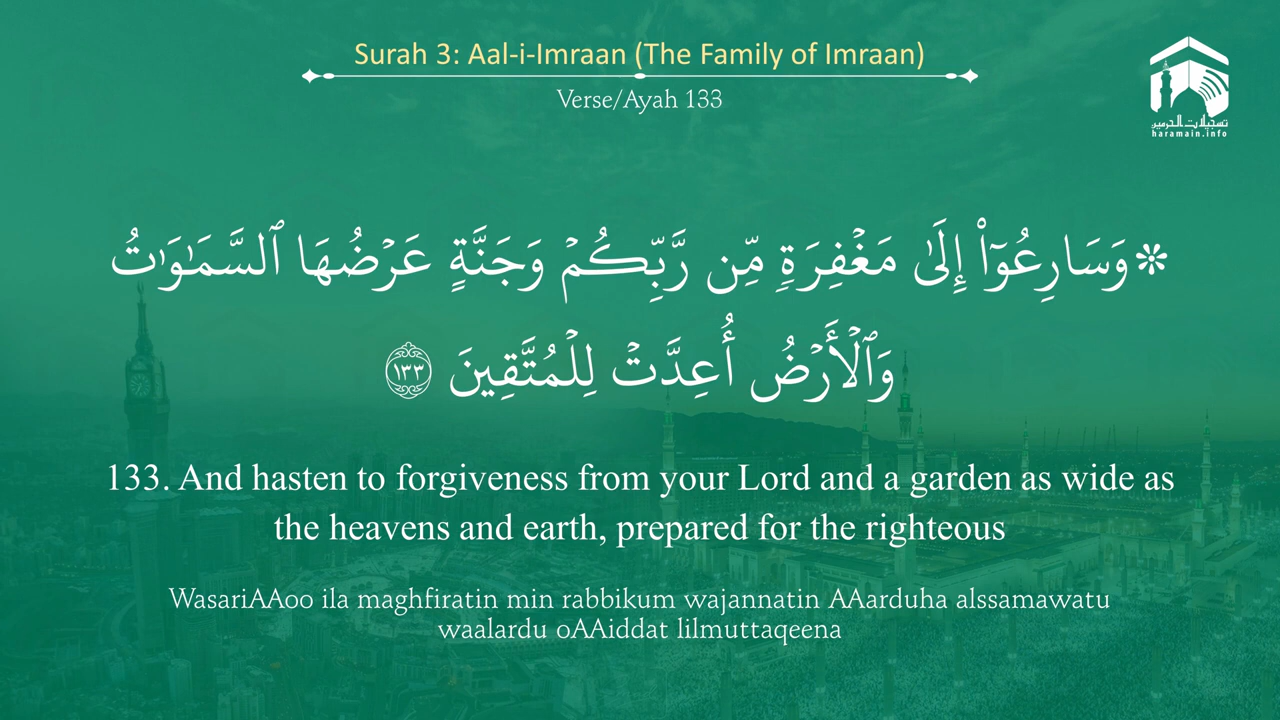 Surah 3: Aal-i-Imraan (The Family of Imraan)
Verse/Ayah 133
تسجيلات الحرمين
haramain.info
۞وَسَارِعُوٓا۟ إِلَىٰ مَغْفِرَةٍۢ مِّن رَّبِّكُمْ وَجَنَّةٍ عَرْضُهَا ٱلسَّمَـٰوَٰتُ
وَٱلْأَرْضُ أُعِدَّتْ لِلْمُتَّقِينَ ١٣٣
133. And hasten to forgiveness from your Lord and a garden as wide as
the heavens and earth, prepared for the righteous
WasariAAoo ila maghfiratin min rabbikum wajannatin AAarduha alssamawatu
waalardu oAAiddat lilmuttaqeena